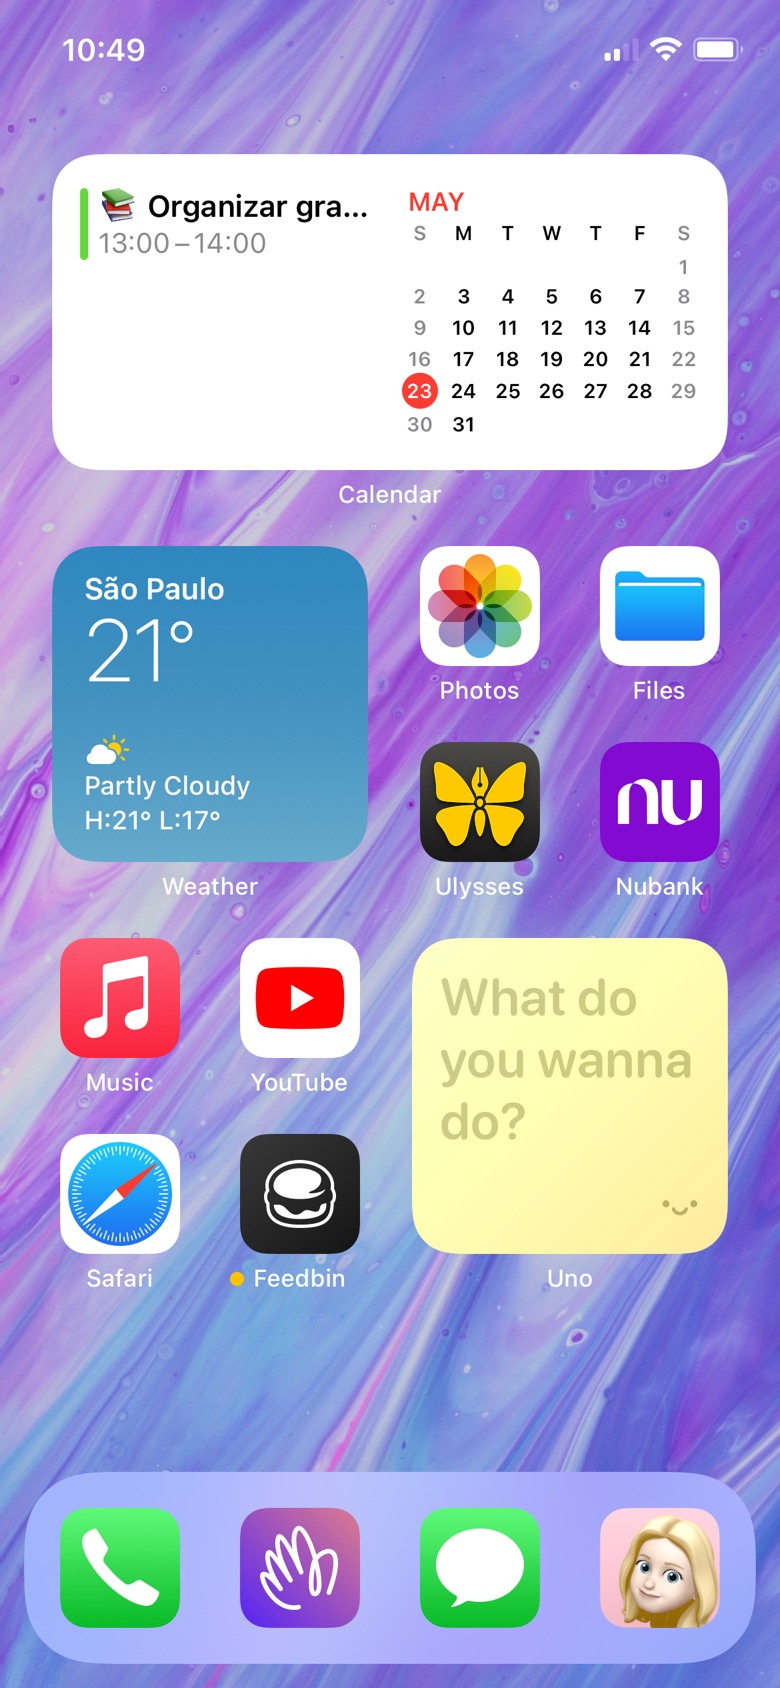 10:49
Organizar gra...
13:00 – 14:00
MAY
S M T W T F S
1
2 3 4 5 6 7 8
9 10 11 12 13 14 15
16 17 18 19 20 21 22
23 24 25 26 27 28 29
30 31
Calendar
São Paulo
21°
Partly Cloudy
H:21° L:17°
Weather
Photos
Files
nu
Ulysses
Nubank
Music
YouTube
What do
you wanna
do?
Safari
Feedbin
Uno